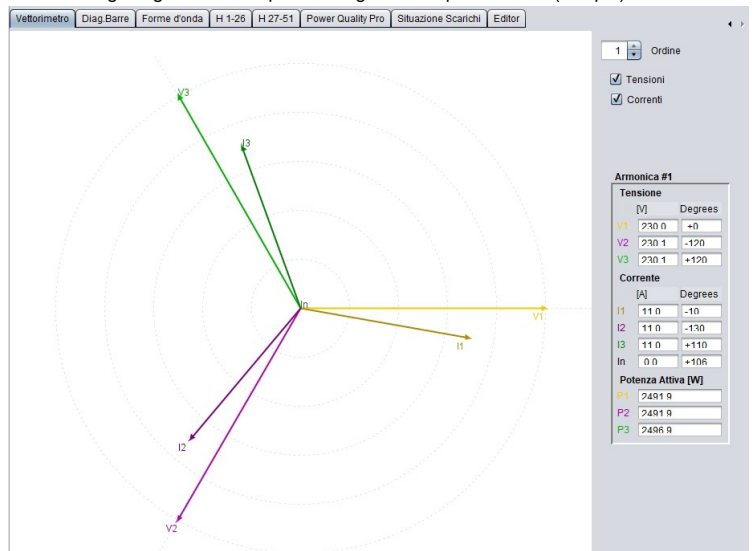 Vettorimetro Diag.Barre Forme d'onda H 1-26 H 27-51 Power Quality Pro Situazione Scarichi Editor
1 Ordine
Tensioni
Correnti
V3
I3
In
V1
I1
I2
V2
Armonica #1
Tensione
[V] Degrees
V1 230.0 +0
V2 230.1 -120
V3 230.1 +120
Corrente
[A] Degrees
I1 11.0 -10
I2 11.0 -130
I3 11.0 +110
In 0.0 +106
Potenza Attiva [W]
P1 2491.9
P2 2491.9
P3 2496.9